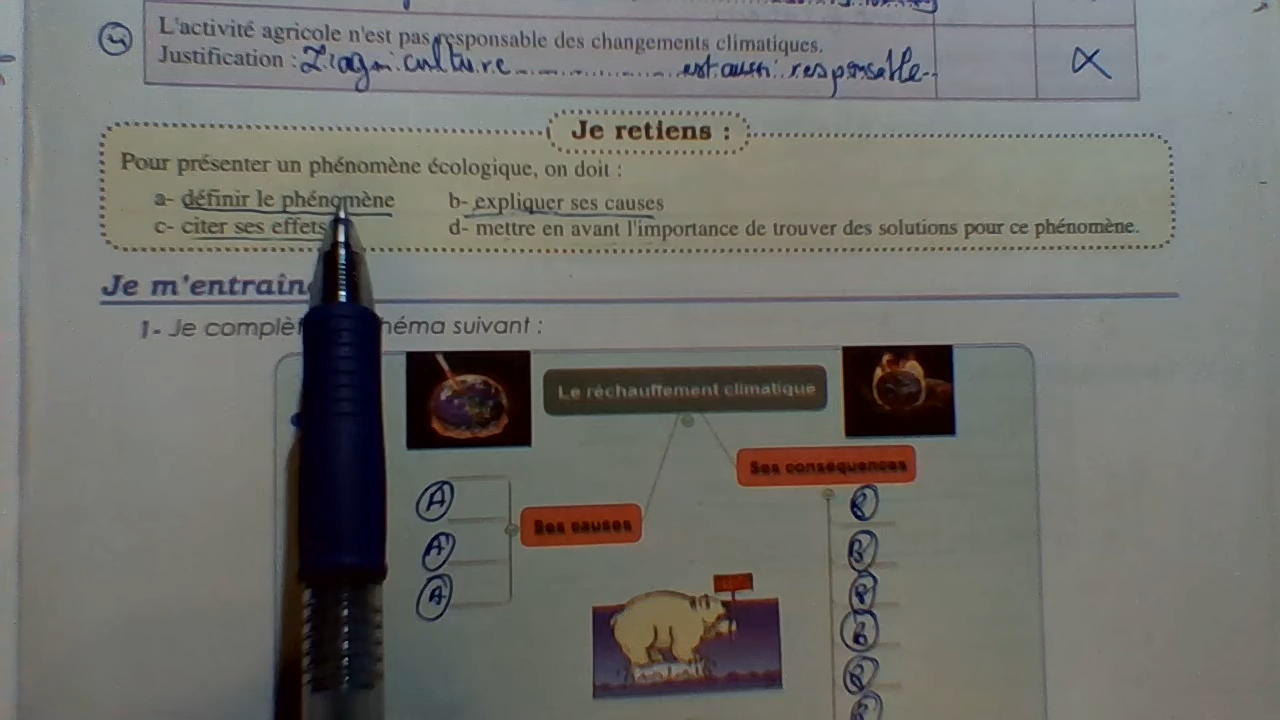 4
L'activité agricole n'est pas responsable des changements climatiques.
Justification : L'agriculture ............... est aussi responsable.
X
Je retiens :
Pour présenter un phénomène écologique, on doit :
a- définir le phénomène b- expliquer ses causes
c- citer ses effets d- mettre en avant l'importance de trouver des solutions pour ce phénomène.
Je m'entraîn
1- Je complèt héma suivant :
Le réchauffement climatique
Ses conséquences
Ses causes
A
A
A